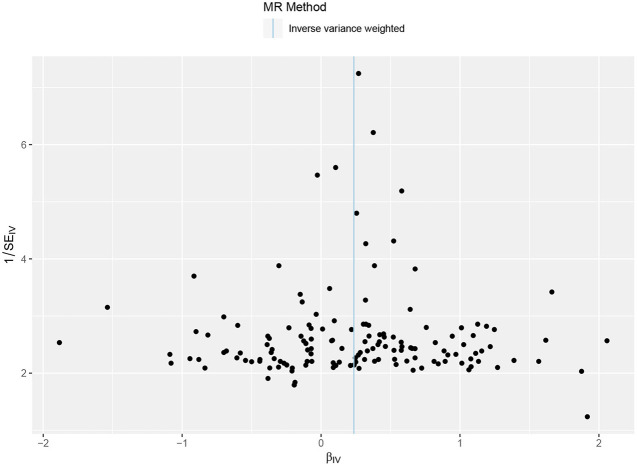 MR Method
Inverse variance weighted
6
4
2
1/SE_IV
−2
−1
0
1
2
β_IV